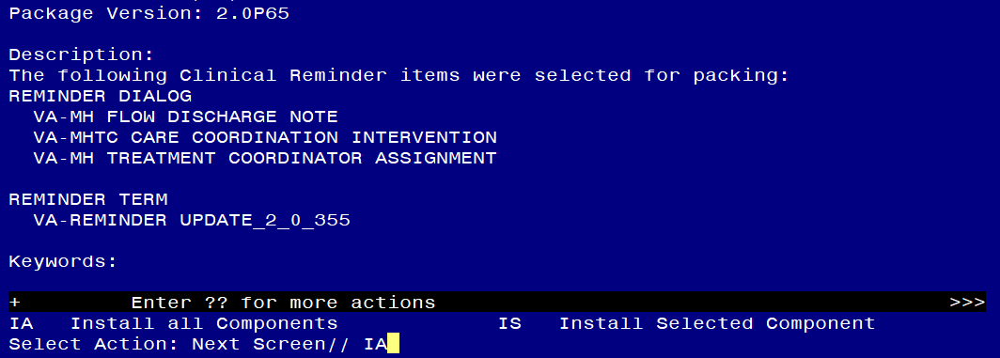 Package Version: 2.0P65
Description:
The following Clinical Reminder items were selected for packing:
REMINDER DIALOG
VA-MH FLOW DISCHARGE NOTE
VA-MHTC CARE COORDINATION INTERVENTION
VA-MH TREATMENT COORDINATOR ASSIGNMENT
REMINDER TERM
VA-REMINDER UPDATE_2_0_355
Keywords:
+ Enter ?? for more actions >>>
IA Install all Components IS Install Selected Component
Select Action: Next Screen// IA